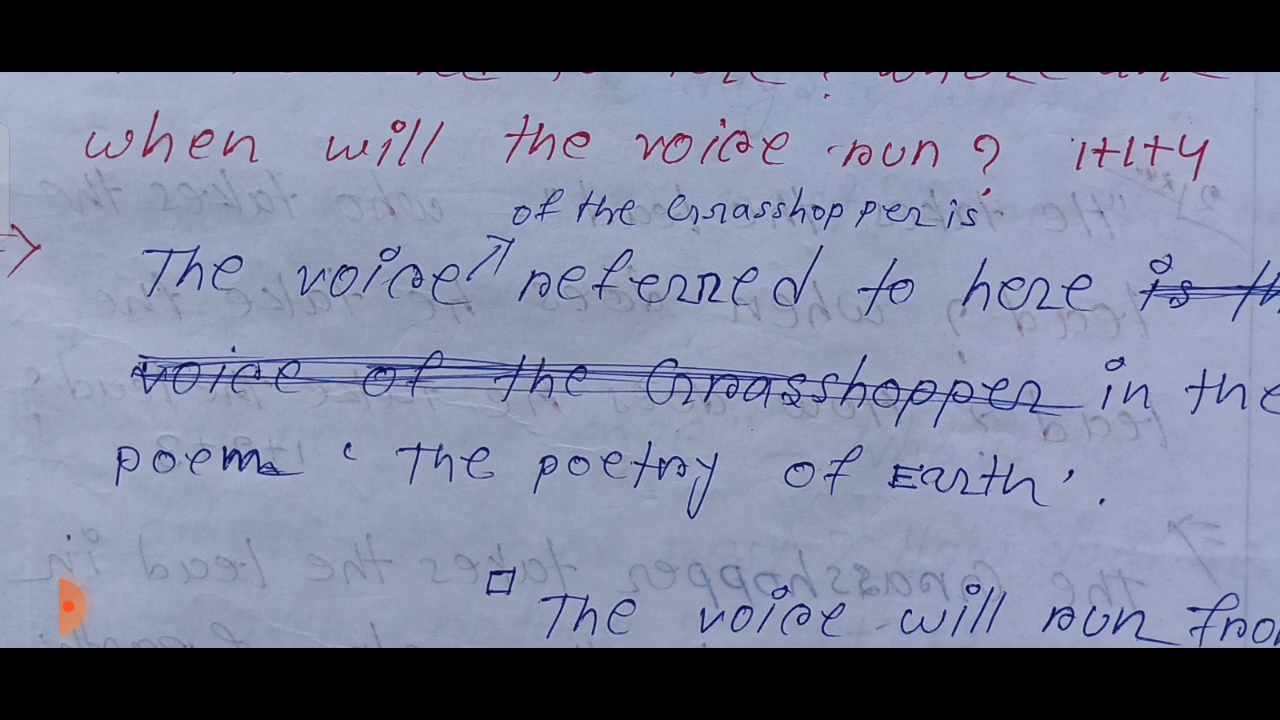 when will the voice run? 1+1+4
of the Grasshopper is
The voice referred to here is th
voice of the Grasshopper in the
poem ' The poetry of Earth'.
The voice will run from